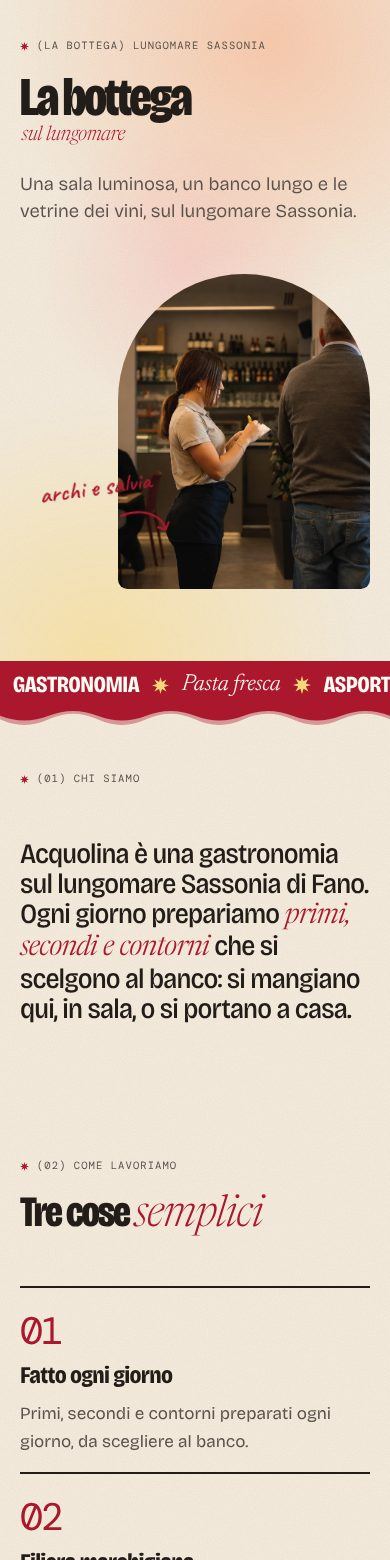 (LA BOTTEGA) LUNGOMARE SASSONIA
La bottega
sul lungomare
Una sala luminosa, un banco lungo e le
vetrine dei vini, sul lungomare Sassonia.
archi e salvia
GASTRONOMIA Pasta fresca ASPORT
(01) CHI SIAMO
Acquolina è una gastronomia
sul lungomare Sassonia di Fano.
Ogni giorno prepariamo primi,
secondi e contorni che si
scelgono al banco: si mangiano
qui, in sala, o si portano a casa.
(02) COME LAVORIAMO
Tre cose semplici
01
Fatto ogni giorno
Primi, secondi e contorni preparati ogni
giorno, da scegliere al banco.
02
Filiera marchigiana